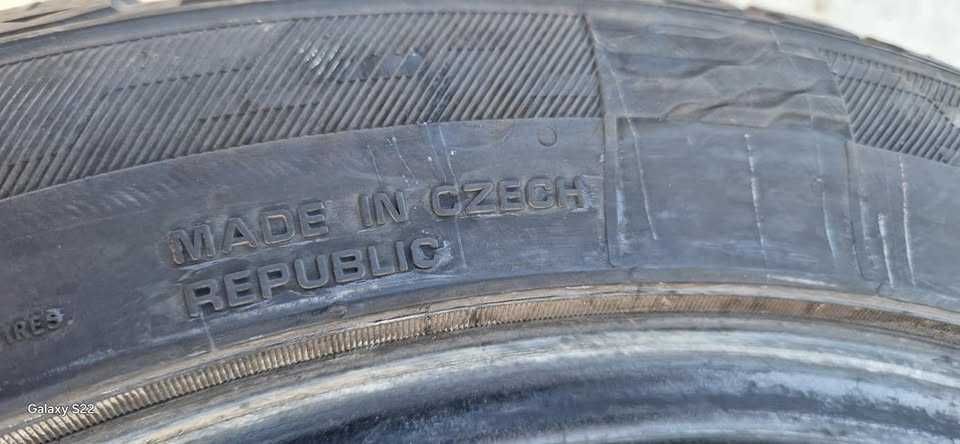 MADE IN CZECH
REPUBLIC
Galaxy S22